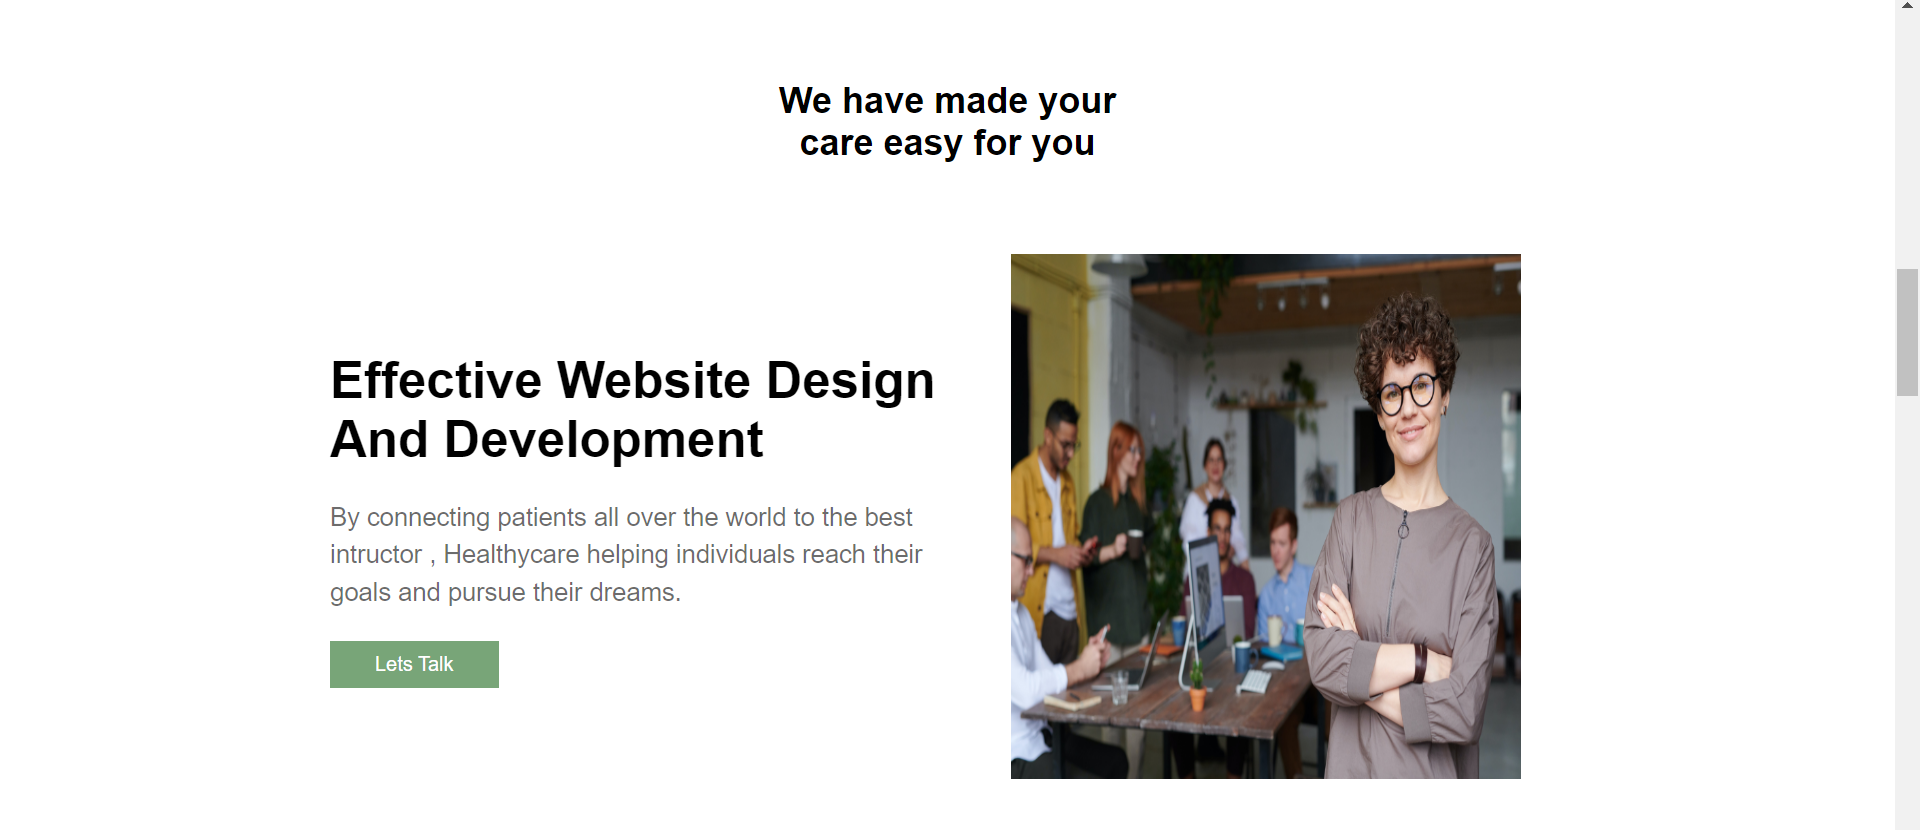 We have made your
care easy for you
Effective Website Design
And Development
By connecting patients all over the world to the best
intructor , Healthycare helping individuals reach their
goals and pursue their dreams.
Lets Talk